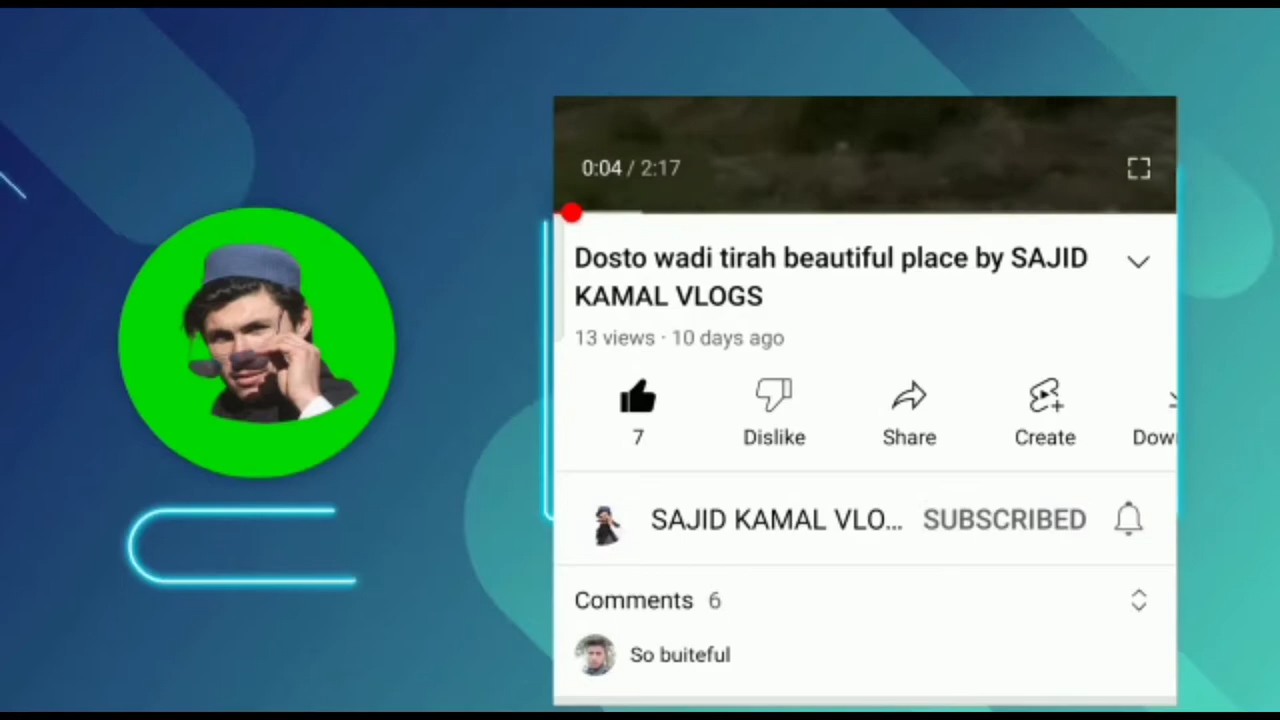 0:04 / 2:17
Dosto wadi tirah beautiful place by SAJID
KAMAL VLOGS
13 views · 10 days ago
7
Dislike
Share
Create
Dow
SAJID KAMAL VLO...
SUBSCRIBED
Comments 6
So buiteful